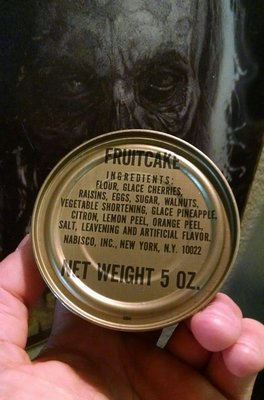 FRUITCAKE
INGREDIENTS:
FLOUR, GLACE CHERRIES,
RAISINS, EGGS, SUGAR, WALNUTS,
VEGETABLE SHORTENING, GLACE PINEAPPLE,
CITRON, LEMON PEEL, ORANGE PEEL,
SALT, LEAVENING AND ARTIFICIAL FLAVOR.
NABISCO, INC., NEW YORK, N.Y. 10022
NET WEIGHT 5 OZ.